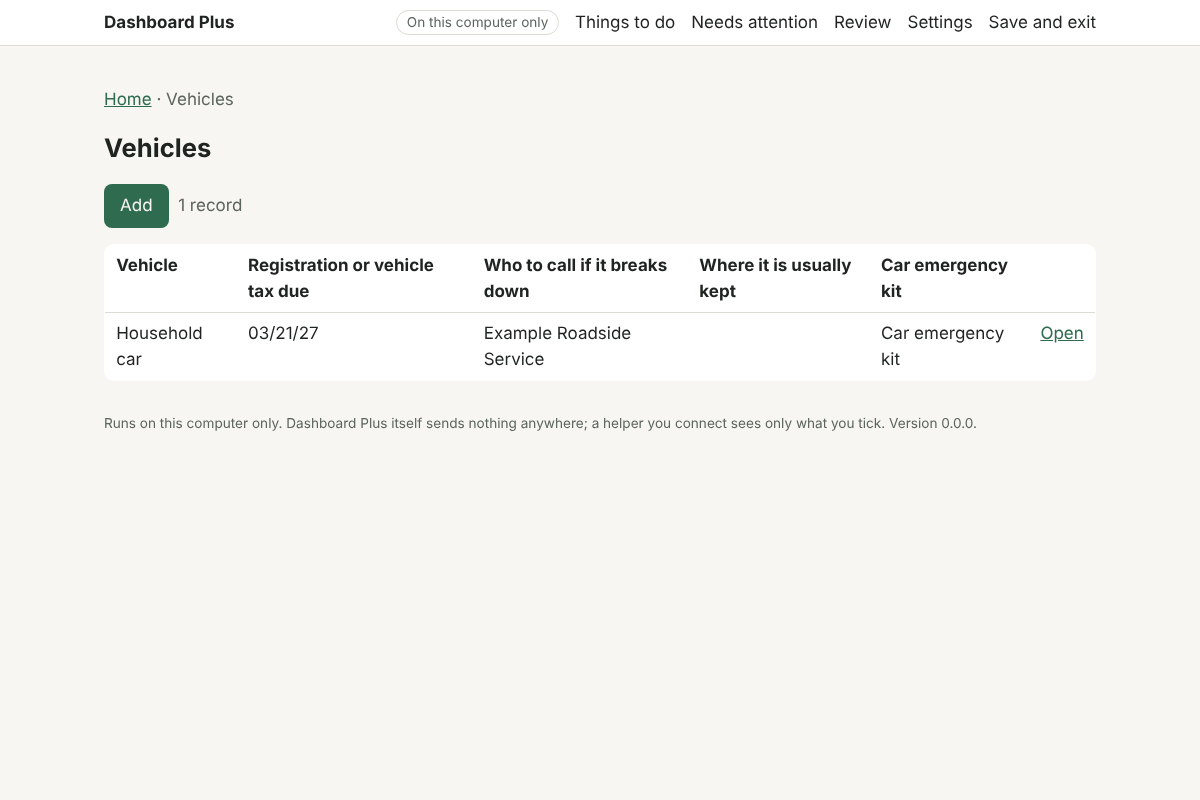 Dashboard Plus On this computer only Things to do Needs attention Review Settings Save and exit
Home · Vehicles
Vehicles
Add 1 record
Vehicle Registration or vehicle tax due Who to call if it breaks down Where it is usually kept Car emergency kit
Household car 03/21/27 Example Roadside Service Car emergency kit Open
Runs on this computer only. Dashboard Plus itself sends nothing anywhere; a helper you connect sees only what you tick. Version 0.0.0.